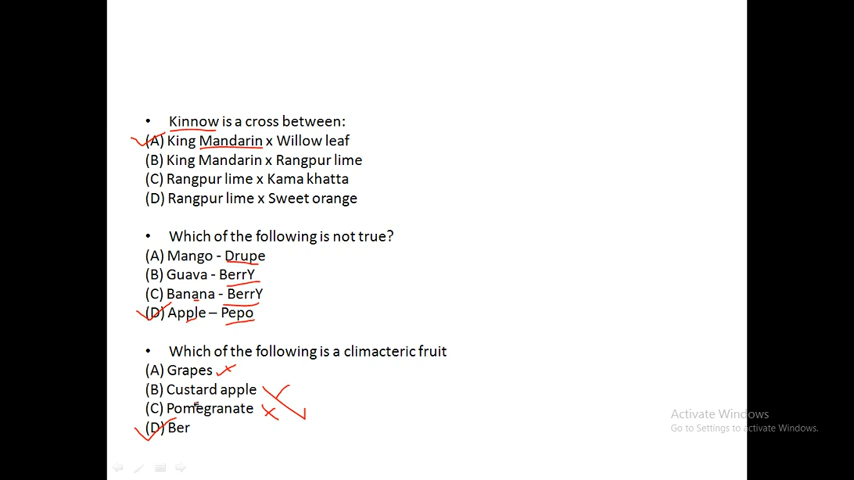 • Kinnow is a cross between:
(A) King Mandarin x Willow leaf
(B) King Mandarin x Rangpur lime
(C) Rangpur lime x Kama khatta
(D) Rangpur lime x Sweet orange
• Which of the following is not true?
(A) Mango - Drupe
(B) Guava - BerrY
(C) Banana - BerrY
(D) Apple – Pepo
• Which of the following is a climacteric fruit
(A) Grapes
(B) Custard apple
(C) Pomegranate
(D) Ber
Activate Windows
Go to Settings to activate Windows.